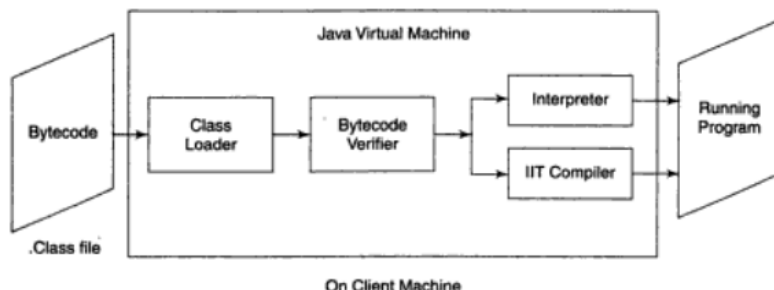 Java Virtual Machine
Bytecode
Class
Loader
Bytecode
Verifier
Interpreter
IIT Compiler
Running
Program
.Class file
On Client Machine